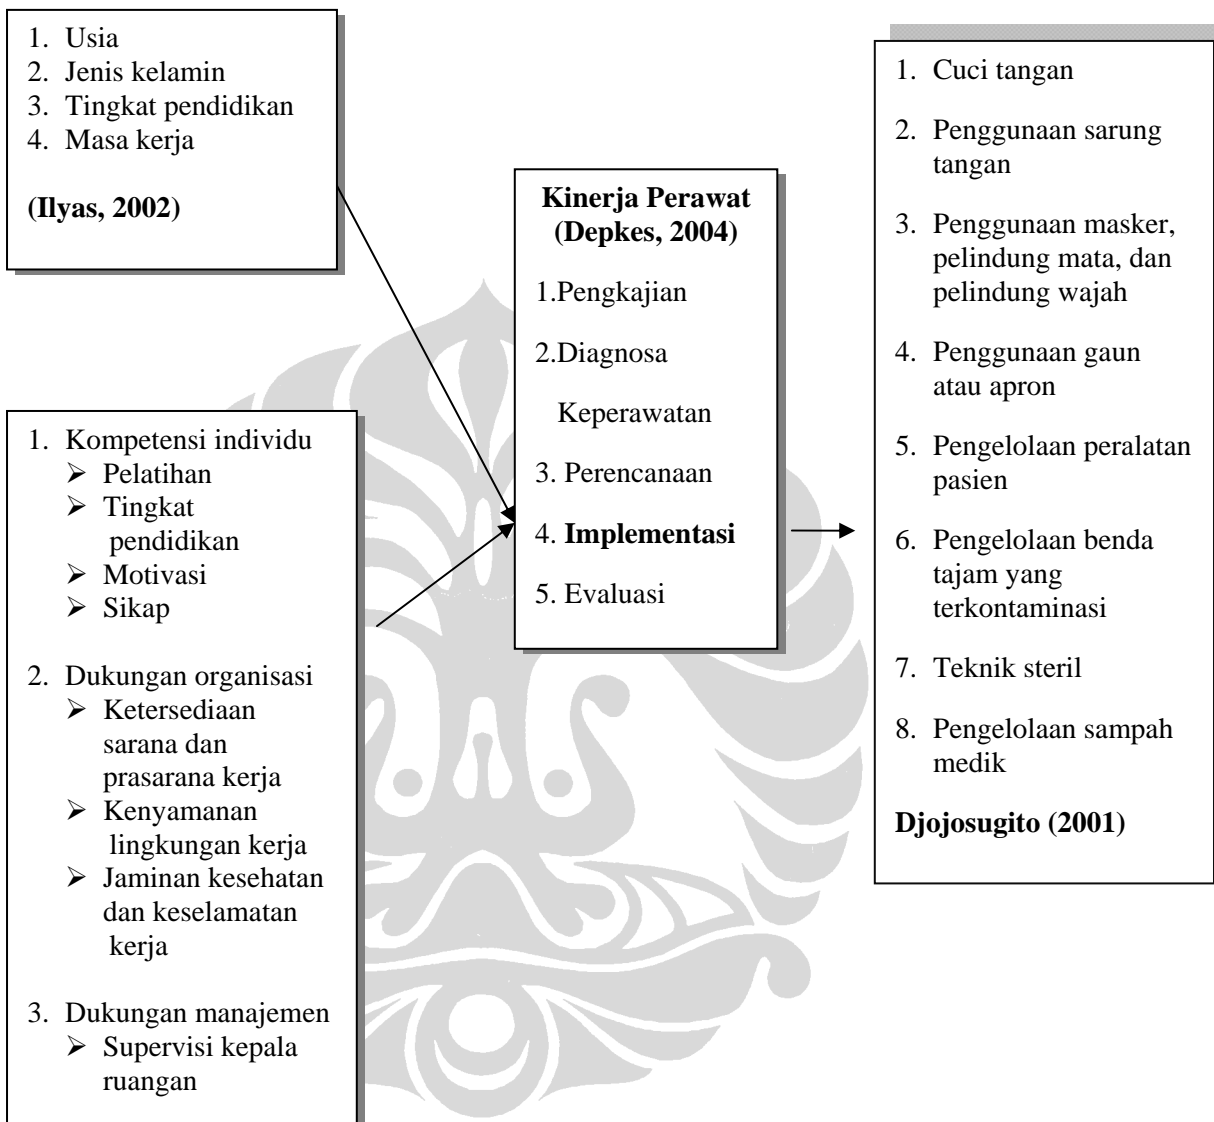 1. Usia
2. Jenis kelamin
3. Tingkat pendidikan
4. Masa kerja
(Ilyas, 2002)
1. Kompetensi individu
➢ Pelatihan
➢ Tingkat
pendidikan
➢ Motivasi
➢ Sikap
2. Dukungan organisasi
➢ Ketersediaan
sarana dan
prasarana kerja
➢ Kenyamanan
lingkungan kerja
➢ Jaminan kesehatan
dan keselamatan
kerja
3. Dukungan manajemen
➢ Supervisi kepala
ruangan
Kinerja Perawat
(Depkes, 2004)
1.Pengkajian
2.Diagnosa
Keperawatan
3. Perencanaan
4. Implementasi
5. Evaluasi
1. Cuci tangan
2. Penggunaan sarung
tangan
3. Penggunaan masker,
pelindung mata, dan
pelindung wajah
4. Penggunaan gaun
atau apron
5. Pengelolaan peralatan
pasien
6. Pengelolaan benda
tajam yang
terkontaminasi
7. Teknik steril
8. Pengelolaan sampah
medik
Djojosugito (2001)